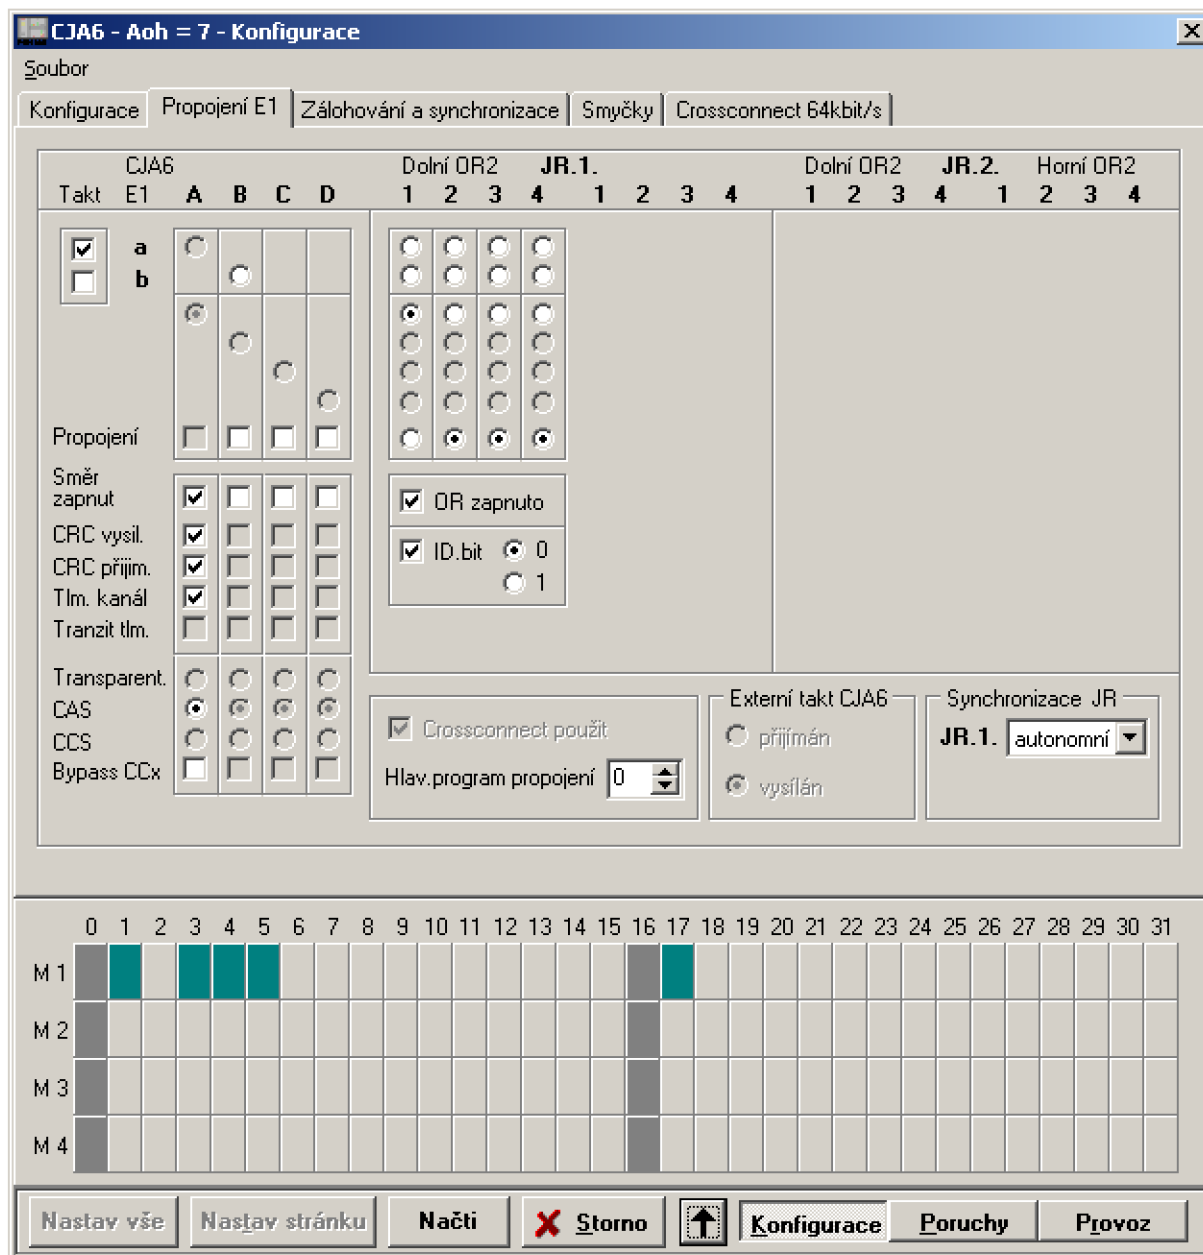 CJA6 - Aoh = 7 - Konfigurace
Soubor
Konfigurace Propojení E1 Zálohování a synchronizace Smyčky Crossconnect 64kbit/s
CJA6 Dolní OR2 JR.1. Dolní OR2 JR.2. Horní OR2
Takt E1 A B C D 1 2 3 4 1 2 3 4 1 2 3 4 1 2 3 4
a
b
Propojení
Směr
zapnut
OR zapnuto
CRC vysil.
ID.bit 0
CRC přijim.
1
Tlm. kanál
Tranzit tlm.
Transparent.
CAS
CCS
Bypass CCx
Crossconnect použit
Hlav.program propojení 0
Externí takt CJA6
přijímán
vysílán
Synchronizace JR
JR.1. autonomní
0 1 2 3 4 5 6 7 8 9 10 11 12 13 14 15 16 17 18 19 20 21 22 23 24 25 26 27 28 29 30 31
M 1
M 2
M 3
M 4
Nastav vše Nastav stránku Načti Storno Konfigurace Poruchy Provoz